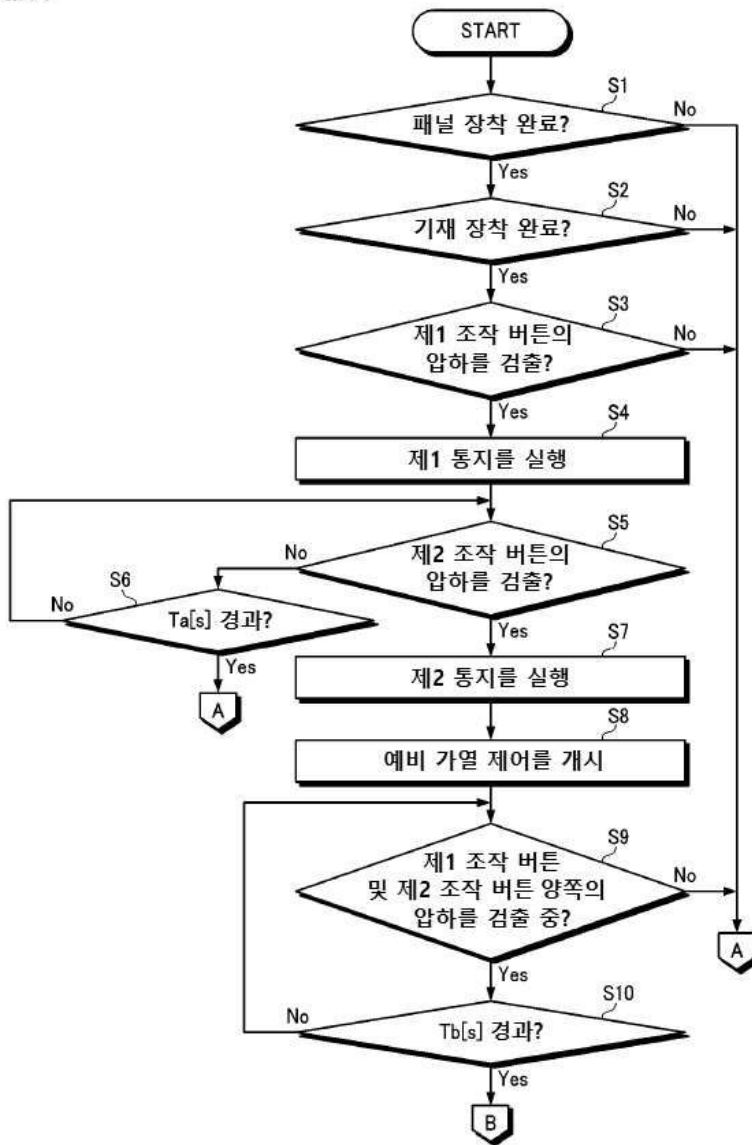 START
S1
패널 장착 완료?
No
Yes
S2
기재 장착 완료?
No
Yes
S3
제1 조작 버튼의
압하를 검출?
No
Yes
S4
제1 통지를 실행
S5
제2 조작 버튼의
압하를 검출?
No
S6
Ta[s] 경과?
No
Yes
A
Yes
S7
제2 통지를 실행
S8
예비 가열 제어를 개시
S9
제1 조작 버튼
및 제2 조작 버튼 양쪽의
압하를 검출 중?
No
A
Yes
S10
Tb[s] 경과?
No
Yes
B